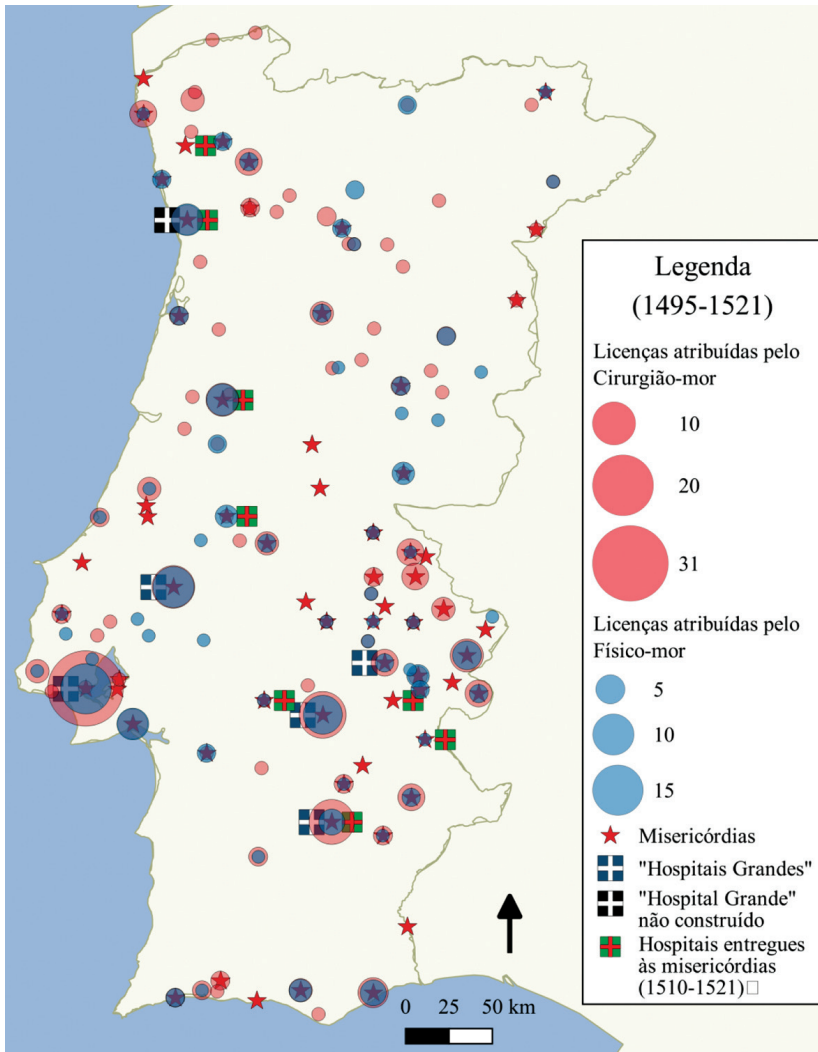 Legenda
(1495-1521)
Licenças atribuídas pelo
Cirurgião-mor
10
20
31
Licenças atribuídas pelo
Físico-mor
5
10
15
Misericórdias
"Hospitais Grandes"
"Hospital Grande"
não construído
Hospitais entregues
às misericórdias
(1510-1521)□
0 25 50 km